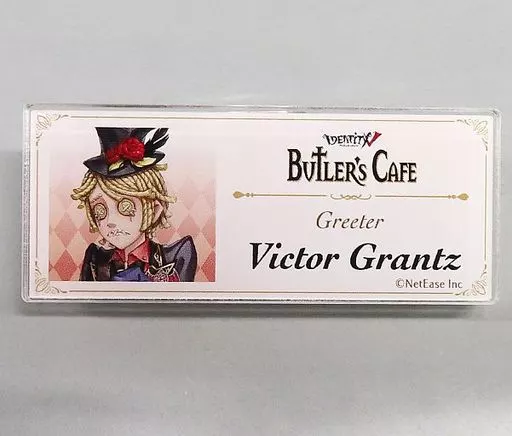 IDENTITY V
BUTLER'S CAFE
Greeter
Victor Grantz
©NetEase Inc